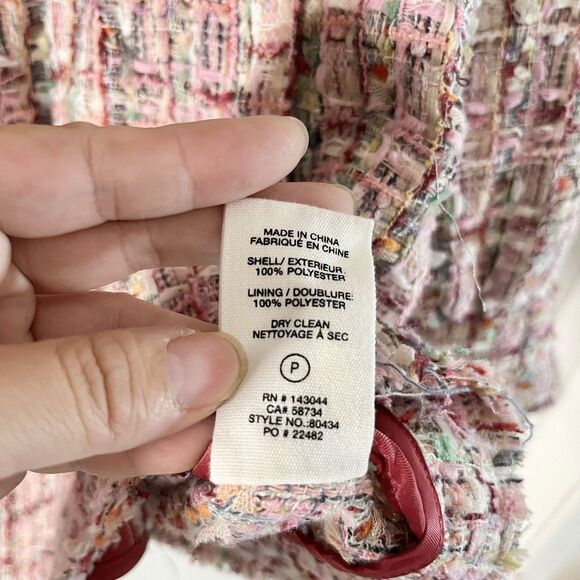 MADE IN CHINA
FABRIQUÉ EN CHINE
SHELL/ EXTERIEUR:
100% POLYESTER
LINING / DOUBLURE:
100% POLYESTER
DRY CLEAN
NETTOYAGE À SEC
P
RN # 143044
CA# 58734
STYLE NO.:80434
PO # 22482